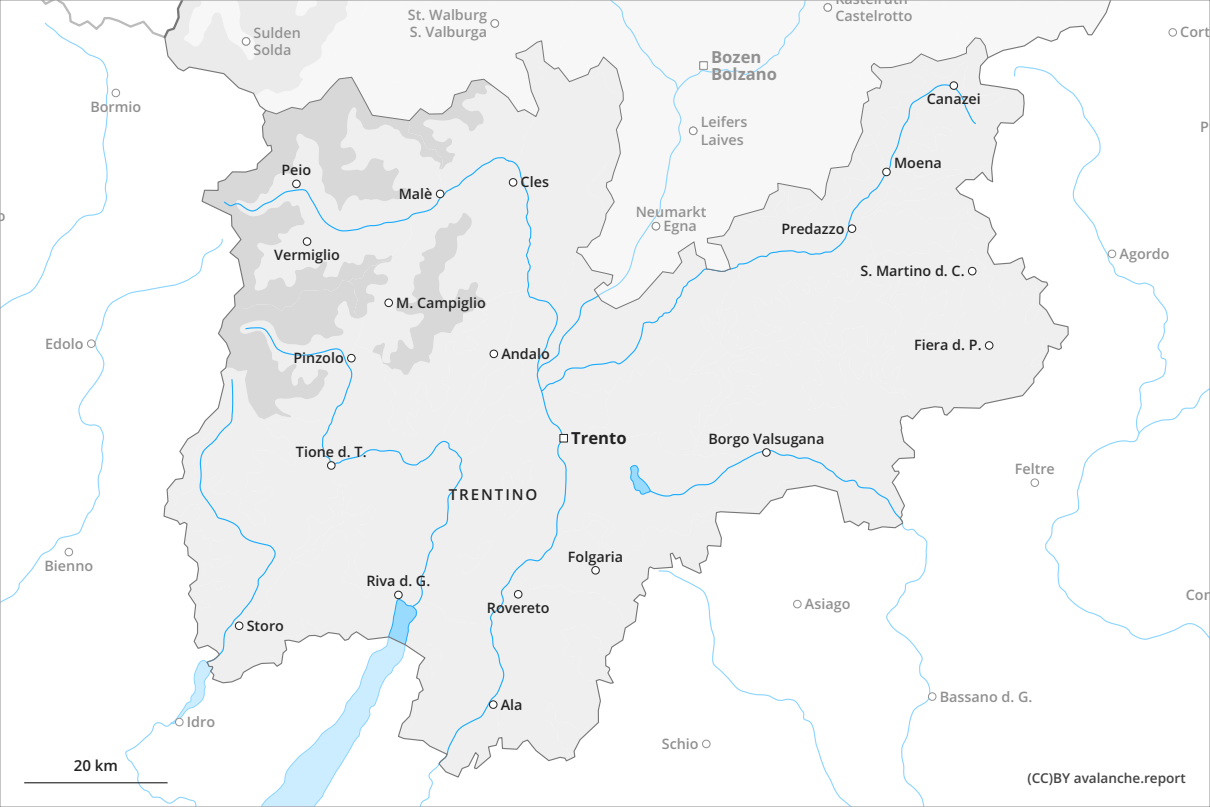 St. Walburg
S. Valburga
Kastelruth
Castelrotto
Sulden
Solda
Cort
Bozen
Bolzano
Bormio
Canazei
Leifers
Laives
Moena
Peio
Malè
Cles
Neumarkt
Egna
Predazzo
Vermiglio
Agordo
S. Martino d. C.
M. Campiglio
Edolo
Pinzolo
Andalo
Fiera d. P.
Trento
Borgo Valsugana
Tione d. T.
Feltre
TRENTINO
Bienno
Folgaria
Riva d. G.
Rovereto
Asiago
Cor
Storo
Ala
Bassano d. G.
Idro
Schio
20 km
(CC)BY avalanche.report